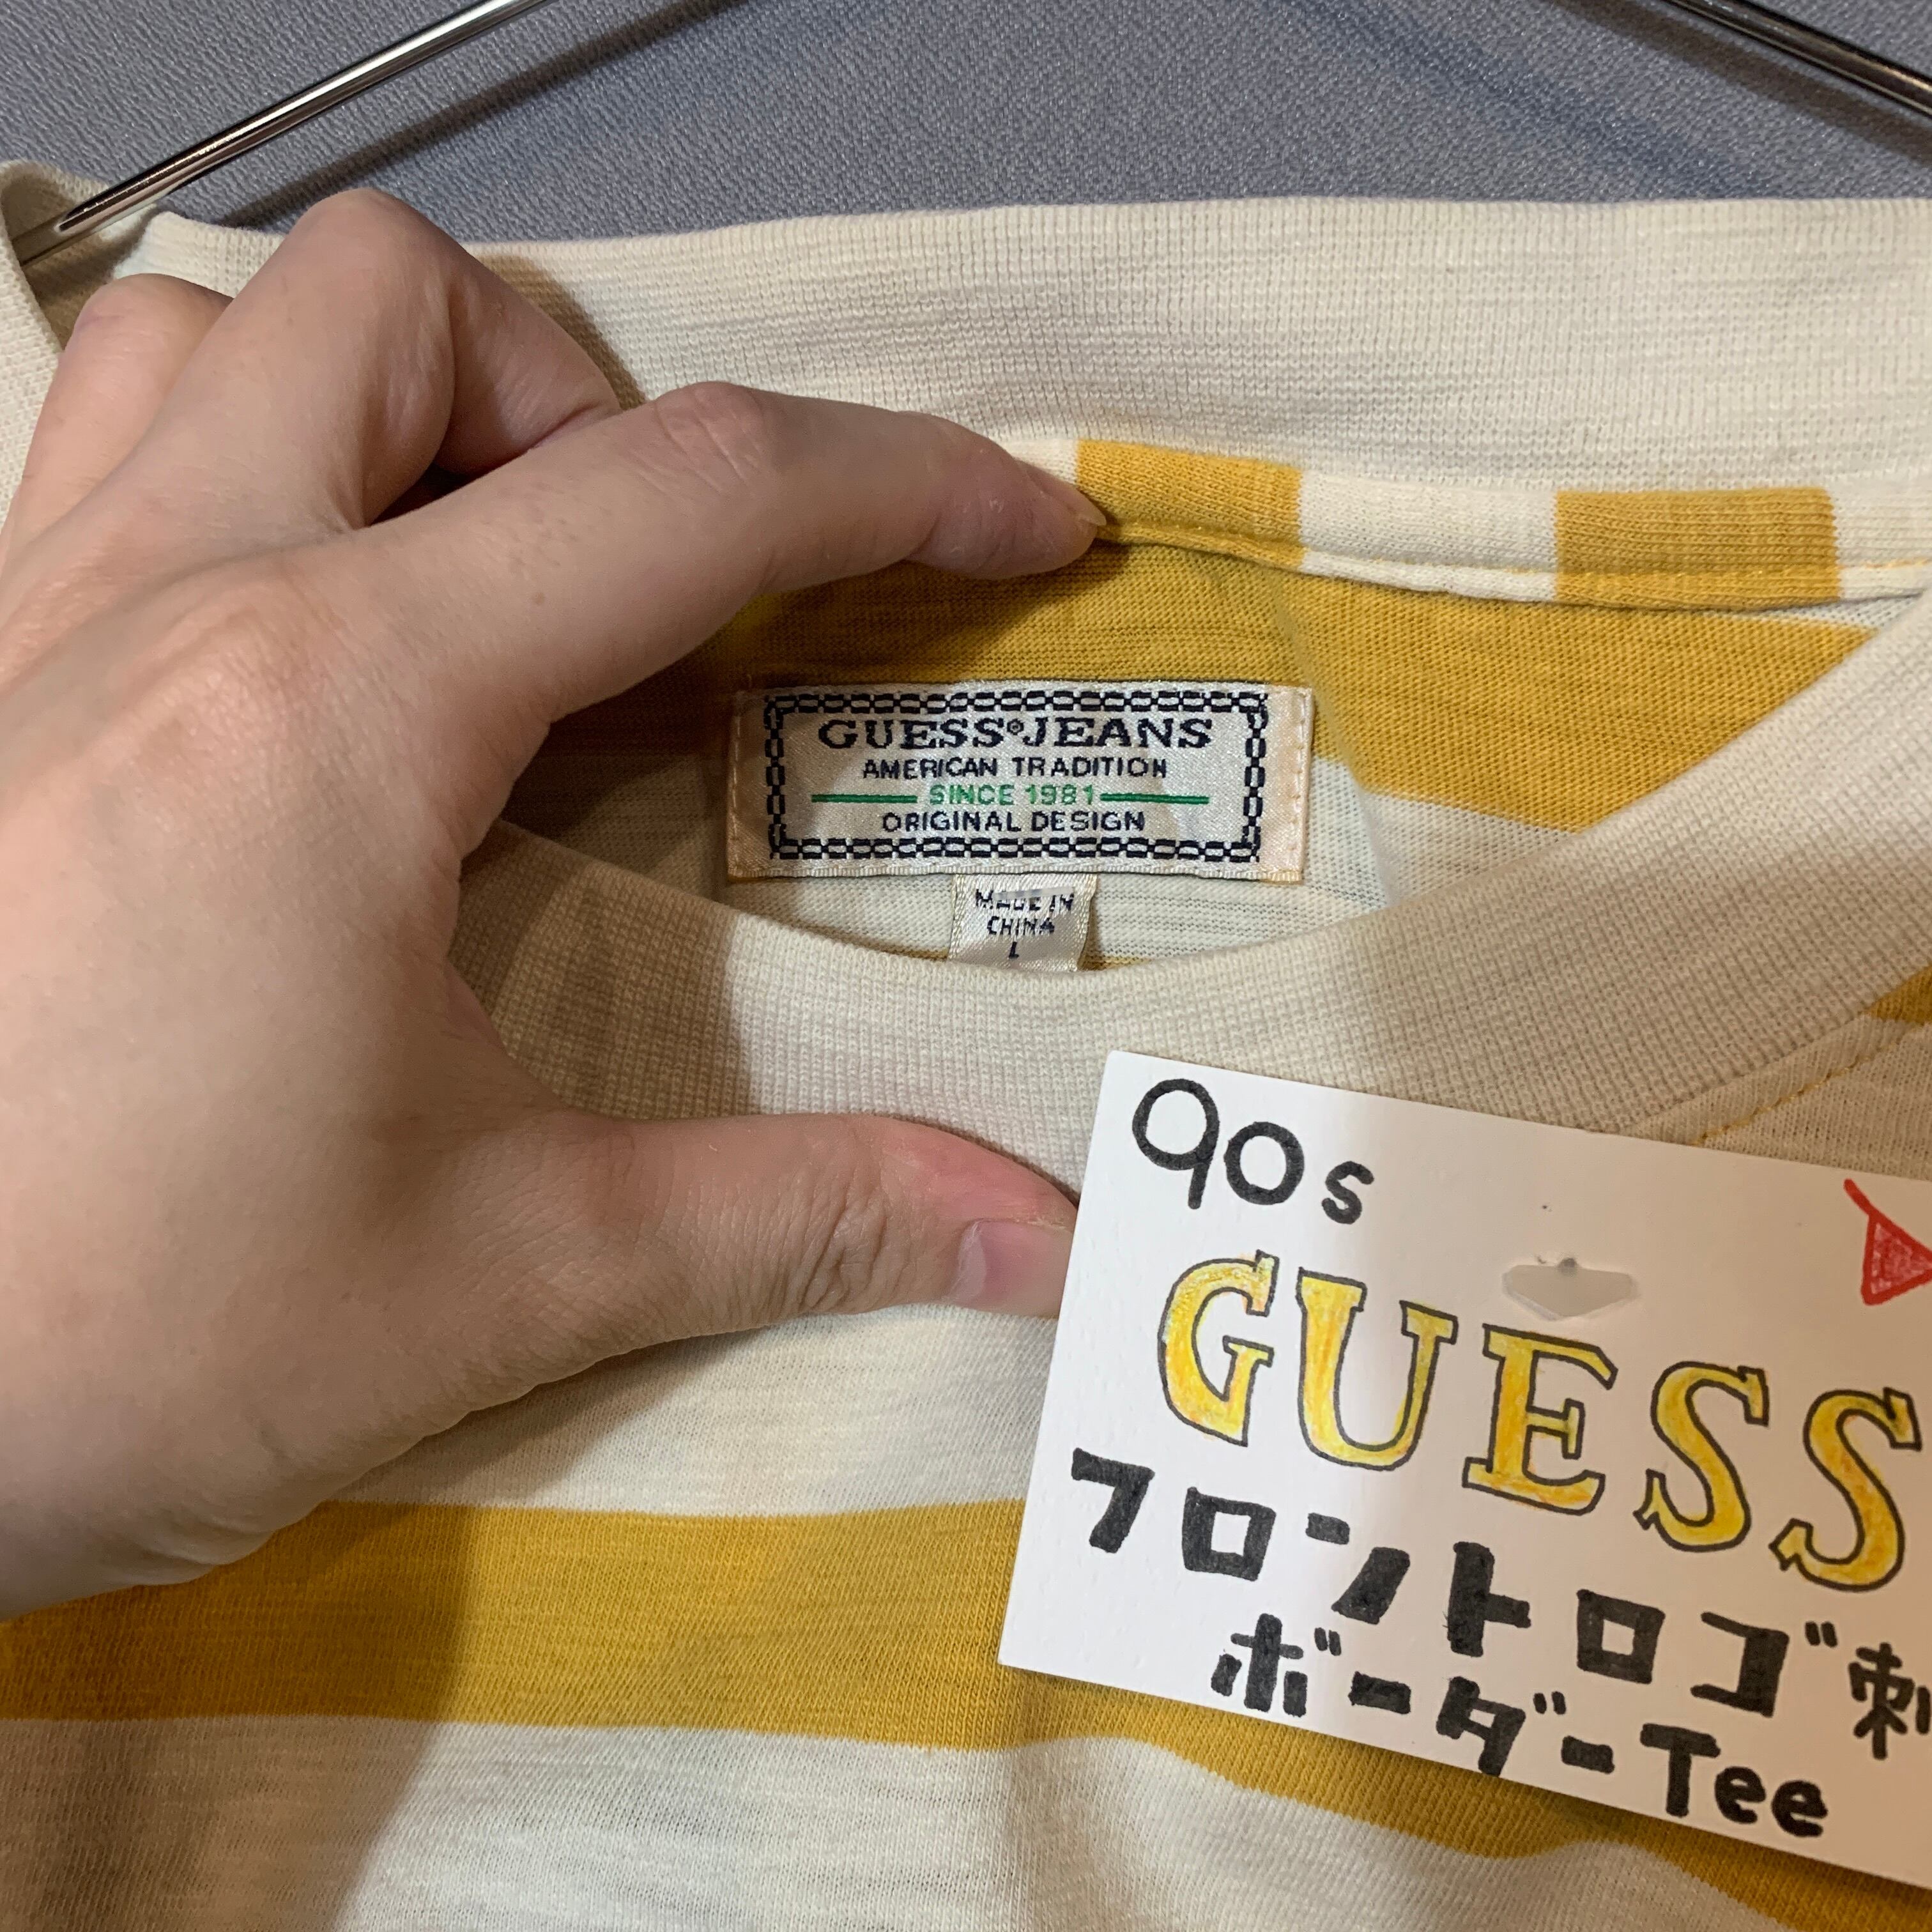 GUESS®JEANS
AMERICAN TRADITION
SINCE 1981
ORIGINAL DESIGN
MADE IN
CHINA
L
90s
GUESS
フロントロゴ刺
ボーダーTee